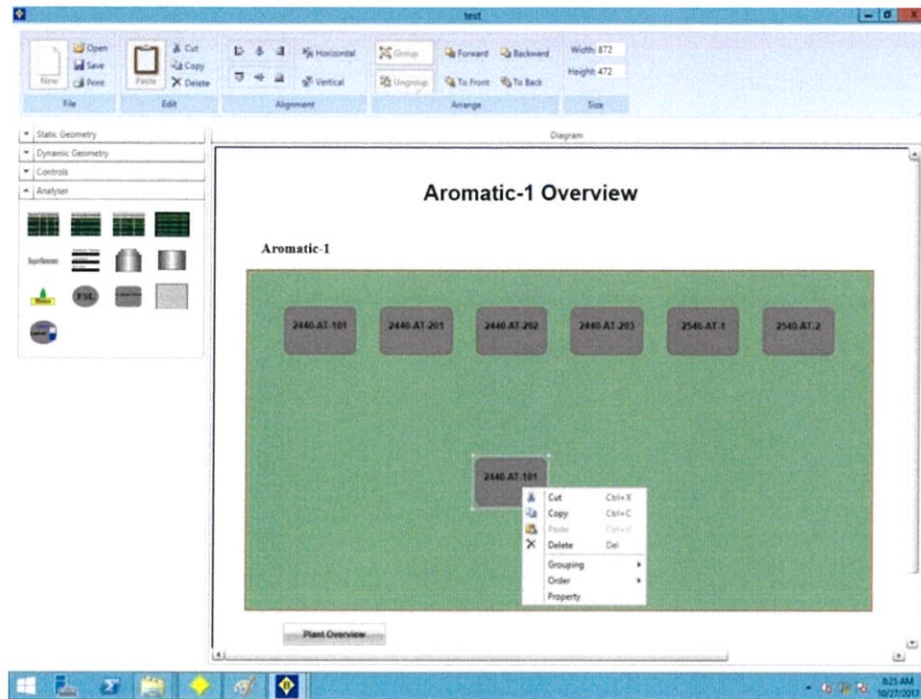 test
New
Open
Save
Print
File
Paste
Cut
Copy
Delete
Edit
Horizontal
Vertical
Alignment
Group
Ungroup
Forward
Backward
To Front
To Back
Arrange
Width: 872
Height: 472
Size
Static Geometry
Dynamic Geometry
Controls
Analyser
TSL
Diagram
Aromatic-1 Overview
Aromatic-1
2440-AT-101 2440-AT-201 2440-AT-202 2440-AT-203 2540-AT-1 2540-AT-2
2440-AT-101
Cut Ctrl+X
Copy Ctrl+C
Paste Ctrl+V
Delete Del
Grouping
Order
Property
Plant Overview
8:25 AM